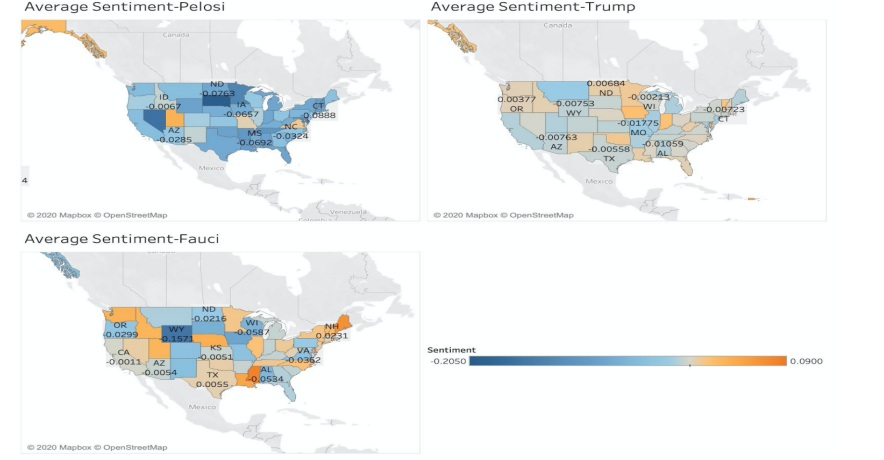 Average Sentiment-Pelosi
Canada
ND
-0.0763
ID
-0.0067
IA
-0.0657
CT
-0.0888
AZ
-0.0285
MS
-0.0692
NC
-0.0324
Mexico
4
Venezuela
© 2020 Mapbox © OpenStreetMap
Average Sentiment-Trump
Canada
0.00684
ND
0.00377
OR
-0.00753
WY
-0.00213
WI
-0.00723
CT
-0.01775
MO
-0.00763
AZ
-0.00558
TX
-0.01059
AL
Mexico
© 2020 Mapbox © OpenStreetMap
Average Sentiment-Fauci
ND
-0.0216
OR
-0.0299
WY
-0.1571
WI
-0.0587
NH
0.0231
CA
-0.0011
AZ
-0.0054
KS
-0.0051
VA
-0.0362
TX
0.0055
AL
-0.0534
Mexico
© 2020 Mapbox © OpenStreetMap
Sentiment
-0.2050
0.0900